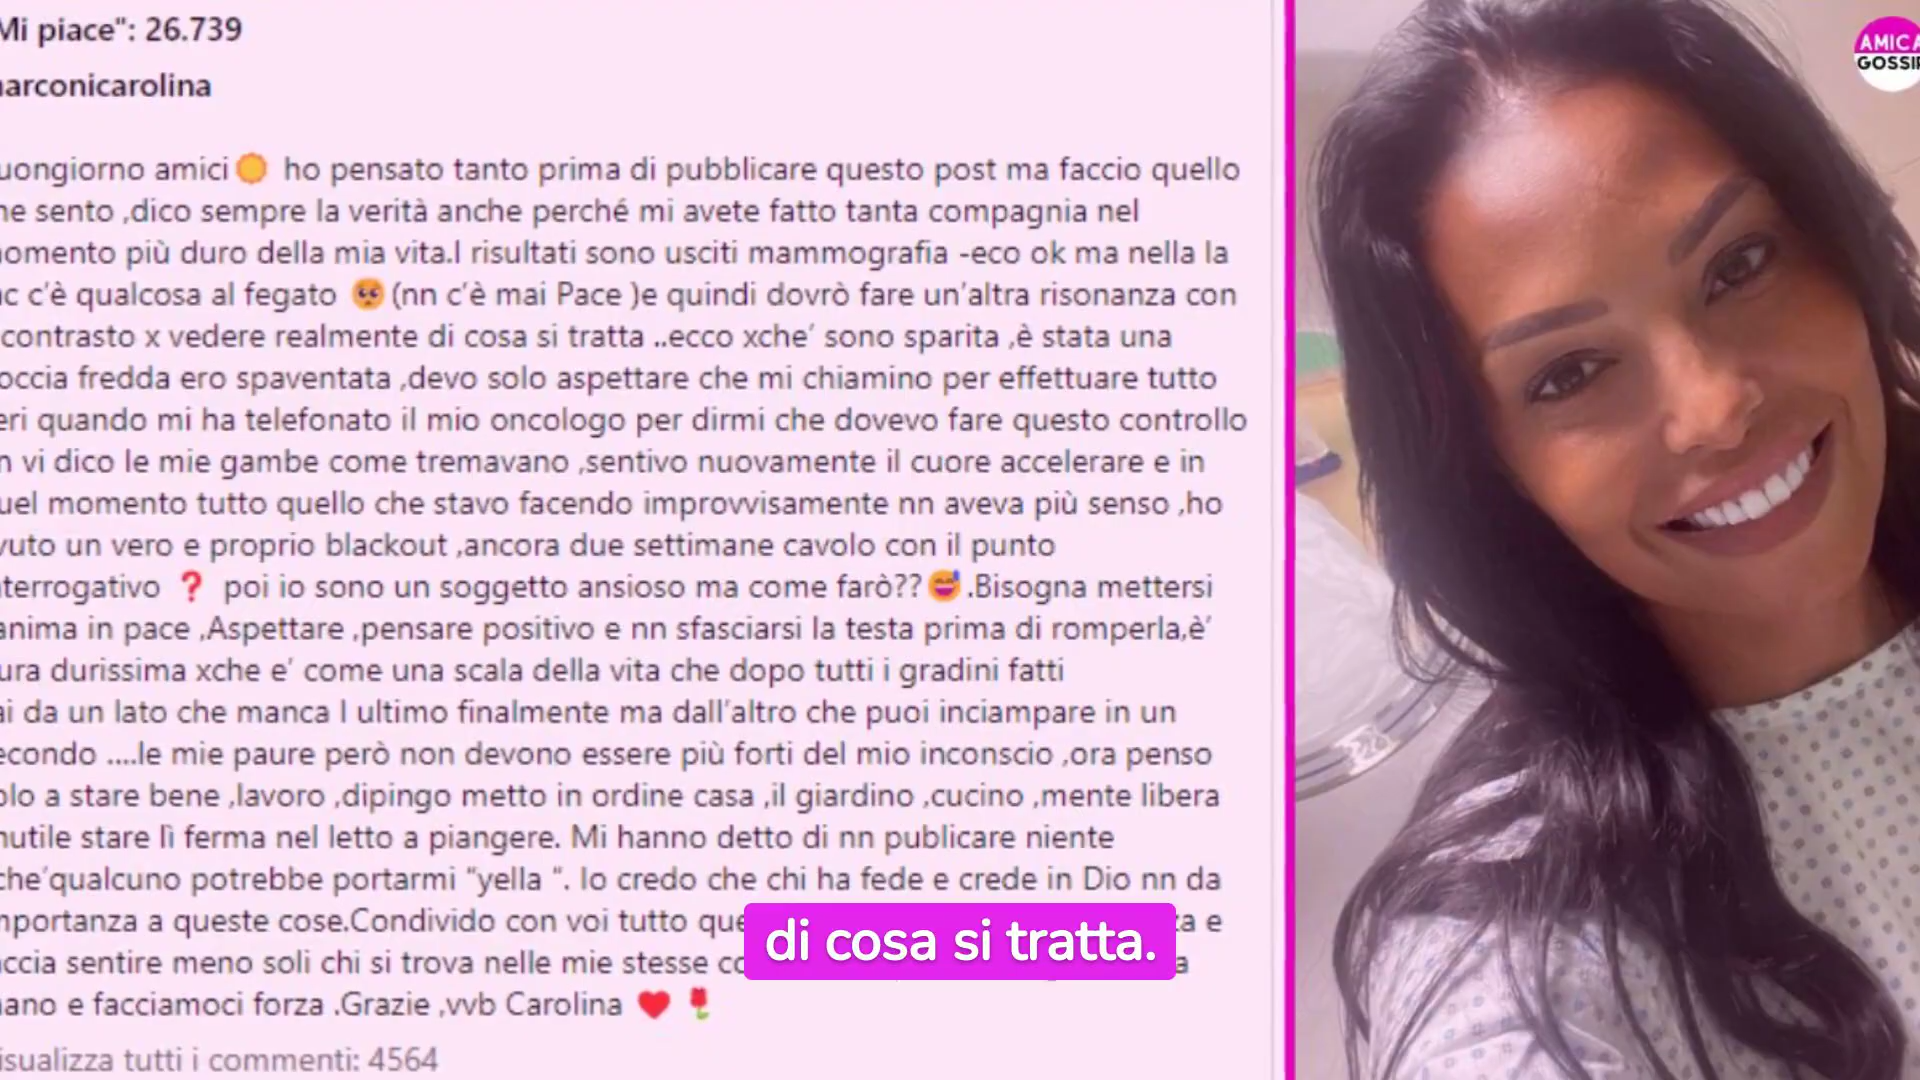 Mi piace": 26.739
arconicarolina
uongiorno amici🌼 ho pensato tanto prima di pubblicare questo post ma faccio quello
he sento ,dico sempre la verità anche perché mi avete fatto tanta compagnia nel
omento più duro della mia vita.I risultati sono usciti mammografia -eco ok ma nella la
ac c'è qualcosa al fegato 🥺(nn c'è mai Pace )e quindi dovrò fare un'altra risonanza con
contrasto x vedere realmente di cosa si tratta ..ecco xche' sono sparita ,è stata una
occia fredda ero spaventata ,devo solo aspettare che mi chiamino per effettuare tutto
eri quando mi ha telefonato il mio oncologo per dirmi che dovevo fare questo controllo
n vi dico le mie gambe come tremavano ,sentivo nuovamente il cuore accelerare e in
uel momento tutto quello che stavo facendo improvvisamente nn aveva più senso ,ho
vuto un vero e proprio blackout ,ancora due settimane cavolo con il punto
nterrogativo ❓ poi io sono un soggetto ansioso ma come farò??😅.Bisogna mettersi
anima in pace ,Aspettare ,pensare positivo e nn sfasciarsi la testa prima di romperla,è'
ura durissima xche e' come una scala della vita che dopo tutti i gradini fatti
ai da un lato che manca l ultimo finalmente ma dall'altro che puoi inciampare in un
econdo ....le mie paure però non devono essere più forti del mio inconscio ,ora penso
olo a stare bene ,lavoro ,dipingo metto in ordine casa ,il giardino ,cucino ,mente libera
nutile stare lì ferma nel letto a piangere. Mi hanno detto di nn publicare niente
che'qualcuno potrebbe portarmi "yella ". Io credo che chi ha fede e crede in Dio nn da
mportanza a queste cose.Condivido con voi tutto que za e
accia sentire meno soli chi si trova nelle mie stesse co a
ano e facciamoci forza .Grazie ,vvb Carolina ❤️ 🌷
isualizza tutti i commenti: 4564
di cosa si tratta.
AMICA
GOSSIP